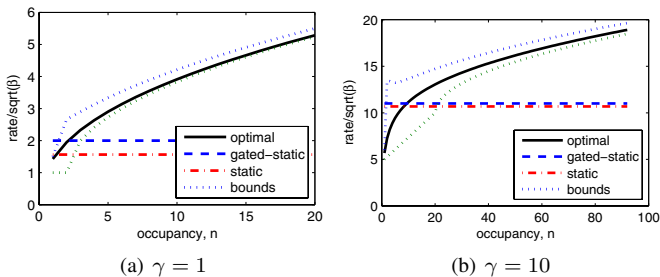 6
5
4
3
2
1
0
rate/sqrt(β)
0 5 10 15 20
occupancy, n
optimal
gated−static
static
bounds
(a) γ = 1
20
15
10
5
0
rate/sqrt(β)
0 20 40 60 80 100
occupancy, n
optimal
gated−static
static
bounds
(b) γ = 10